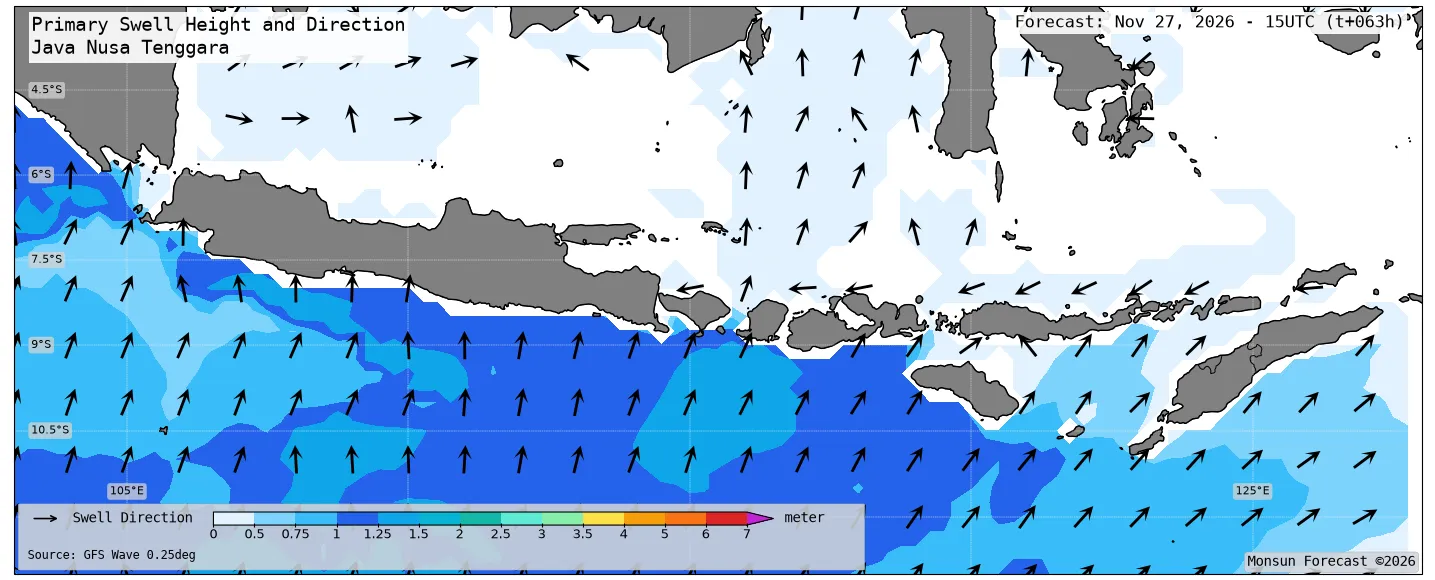 Primary Swell Height and Direction
Java Nusa Tenggara
Forecast: Nov 27, 2026 - 15UTC (t+063h)
4.5°S
6°S
7.5°S
9°S
10.5°S
105°E
125°E
Swell Direction
0 0.5 0.75 1 1.25 1.5 2 2.5 3 3.5 4 5 6 7
meter
Source: GFS Wave 0.25deg
Monsun Forecast ©2026